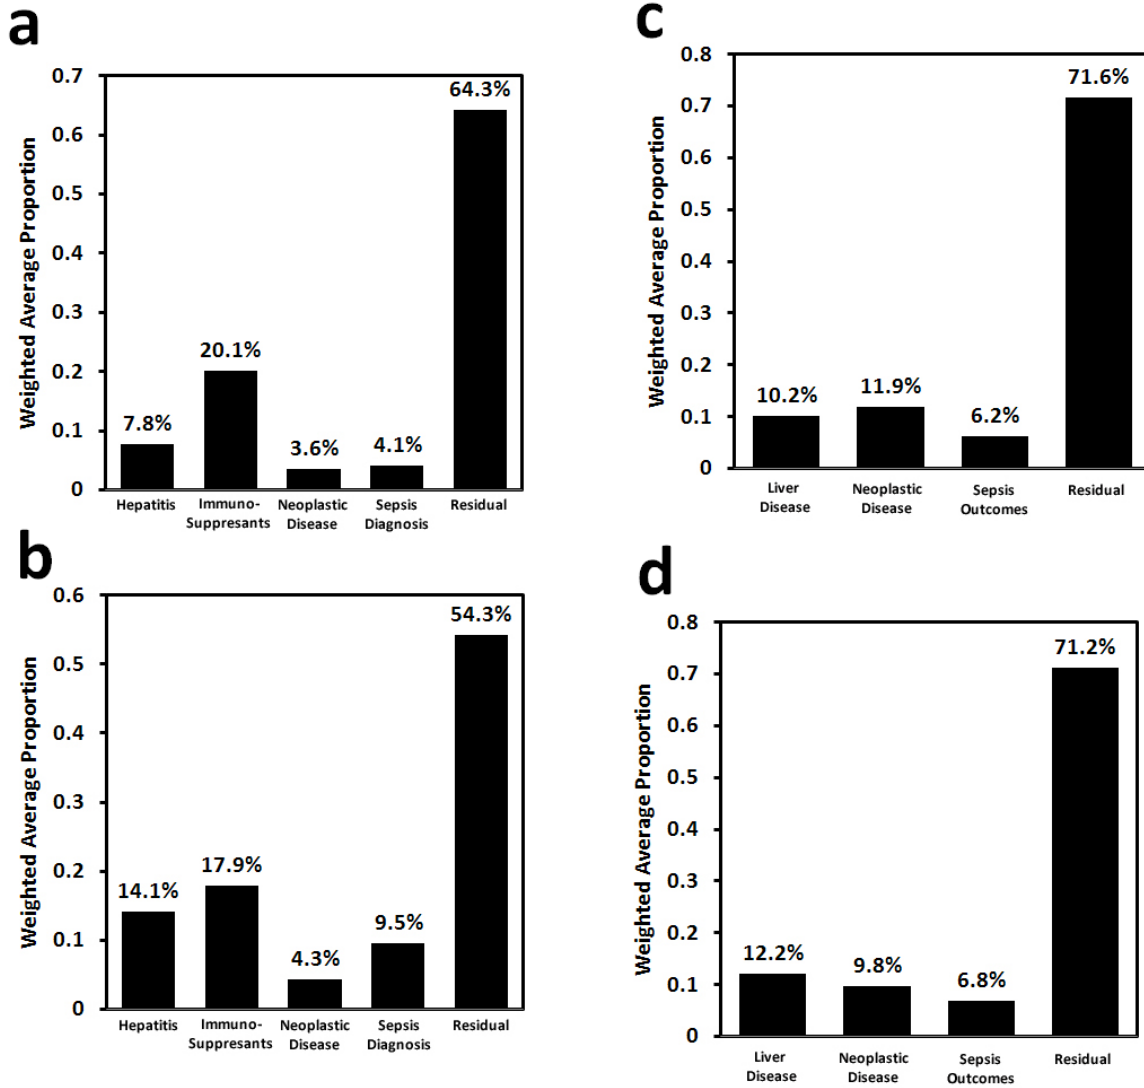 a
Weighted Average Proportion
0.7
0.6
0.5
0.4
0.3
0.2
0.1
0
7.8%
20.1%
3.6%
4.1%
64.3%
Hepatitis
Immuno-
Suppresants
Neoplastic
Disease
Sepsis
Diagnosis
Residual
b
Weighted Average Proportion
0.6
0.5
0.4
0.3
0.2
0.1
0
14.1%
17.9%
4.3%
9.5%
54.3%
Hepatitis
Immuno-
Suppresants
Neoplastic
Disease
Sepsis
Diagnosis
Residual
c
Weighted Average Proportion
0.8
0.7
0.6
0.5
0.4
0.3
0.2
0.1
0
10.2%
11.9%
6.2%
71.6%
Liver
Disease
Neoplastic
Disease
Sepsis
Outcomes
Residual
d
Weighted Average Proportion
0.8
0.7
0.6
0.5
0.4
0.3
0.2
0.1
0
12.2%
9.8%
6.8%
71.2%
Liver
Disease
Neoplastic
Disease
Sepsis
Outcomes
Residual